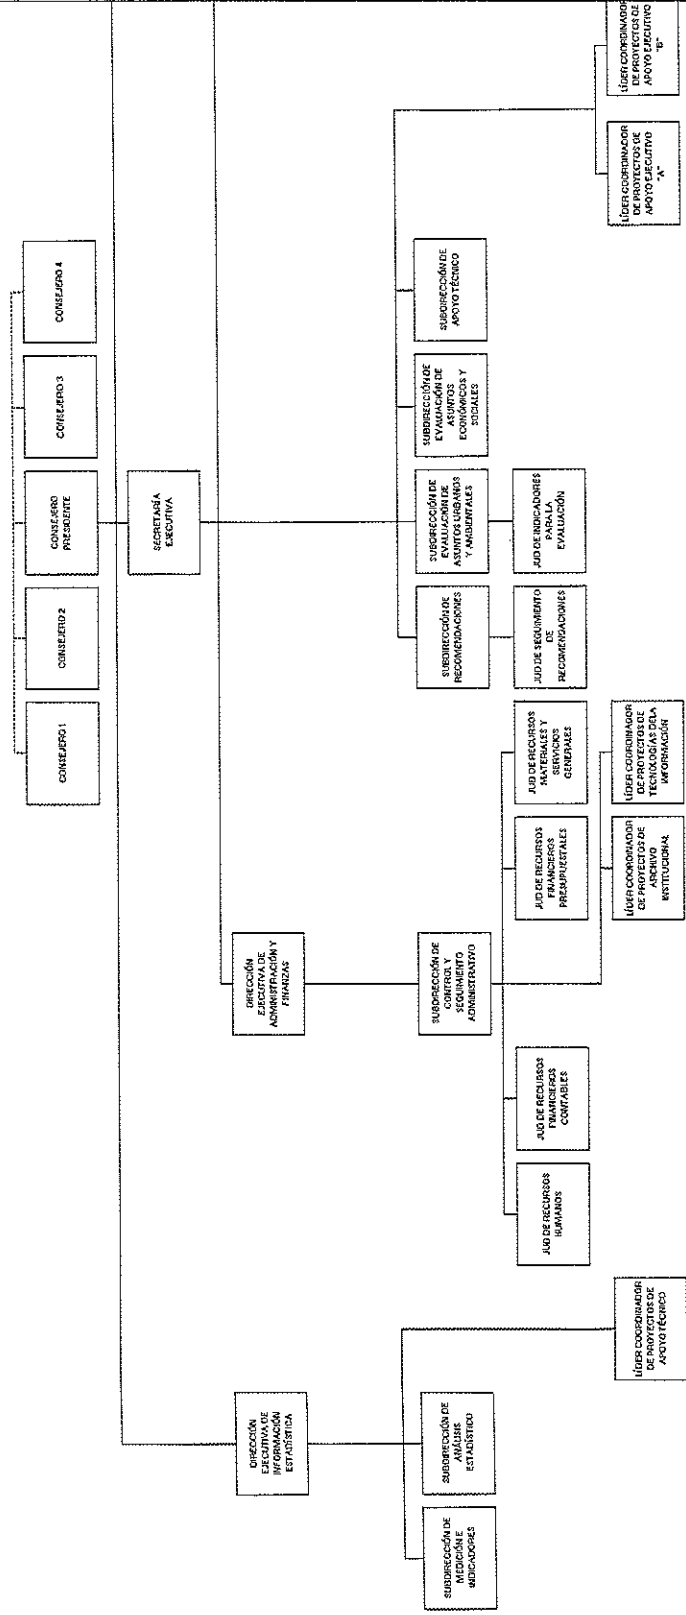 CONSEJERO 1
CONSEJERO 2
CONSEJERO
PRESIDENTE
CONSEJERO 3
CONSEJERO 4
SECRETARÍA
EJECUTIVA
DIRECCIÓN
EJECUTIVA DE
INFORMACIÓN
ESTADÍSTICA
DIRECCIÓN
EJECUTIVA DE
ADMINISTRACIÓN Y
FINANZAS
SUBDIRECCIÓN DE
MEDICIÓN E
INDICADORES
SUBDIRECCIÓN DE
ANÁLISIS
ESTADÍSTICO
SUBDIRECCIÓN DE
CONTROL Y
SEGUIMIENTO
ADMINISTRATIVO
SUBDIRECCIÓN DE
RECOMENDACIONES
SUBDIRECCIÓN DE
EVALUACIÓN DE
ASUNTOS URBANOS
Y AMBIENTALES
SUBDIRECCIÓN DE
EVALUACIÓN DE
ASUNTOS
ECONÓMICOS Y
SOCIALES
SUBDIRECCIÓN DE
APOYO TÉCNICO
JUD DE RECURSOS
HUMANOS
JUD DE RECURSOS
FINANCIEROS
CONTABLES
JUD DE RECURSOS
FINANCIEROS
PRESUPUESTALES
JUD DE RECURSOS
MATERIALES Y
SERVICIOS
GENERALES
JUD DE SEGUIMIENTO
DE
RECOMENDACIONES
JUD DE INDICADORES
PARA LA
EVALUACIÓN
LÍDER COORDINADOR
DE PROYECTOS DE
APOYO TÉCNICO
LÍDER COORDINADOR
DE PROYECTOS DE
ARCHIVO
INSTITUCIONAL
LÍDER COORDINADOR
DE PROYECTOS DE
TECNOLOGÍAS DE LA
INFORMACIÓN
LÍDER COORDINADOR
DE PROYECTOS DE
APOYO EJECUTIVO
"A"
LÍDER COORDINADOR
DE PROYECTOS DE
APOYO EJECUTIVO
"B"